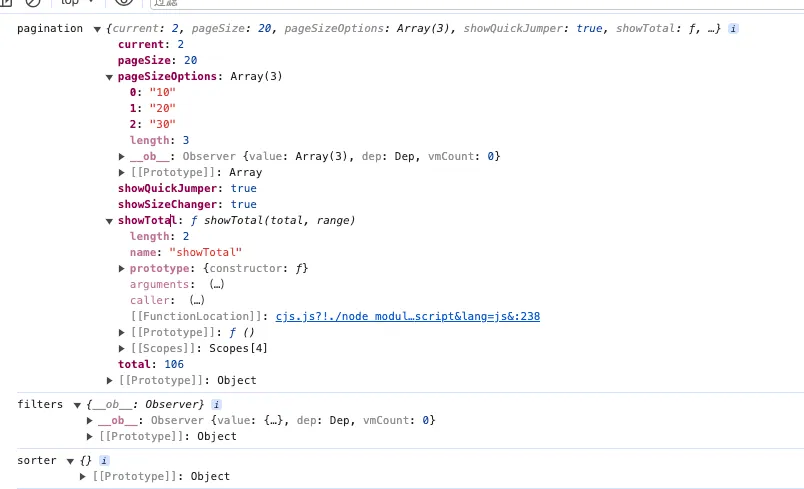 top
过滤
pagination ▼ {current: 2, pageSize: 20, pageSizeOptions: Array(3), showQuickJumper: true, showTotal: ƒ, …} i
current: 2
pageSize: 20
▼ pageSizeOptions: Array(3)
0: "10"
1: "20"
2: "30"
length: 3
▶ __ob__: Observer {value: Array(3), dep: Dep, vmCount: 0}
▶ [[Prototype]]: Array
showQuickJumper: true
showSizeChanger: true
▼ showTotal: ƒ showTotal(total, range)
length: 2
name: "showTotal"
▶ prototype: {constructor: ƒ}
arguments: (…)
caller: (…)
[[FunctionLocation]]: cjs.js?!./node_modul…script&lang=js&:238
▶ [[Prototype]]: ƒ ()
▶ [[Scopes]]: Scopes[4]
total: 106
▶ [[Prototype]]: Object
filters ▼ {__ob__: Observer} i
▶ __ob__: Observer {value: {…}, dep: Dep, vmCount: 0}
▶ [[Prototype]]: Object
sorter ▼ {} i
▶ [[Prototype]]: Object